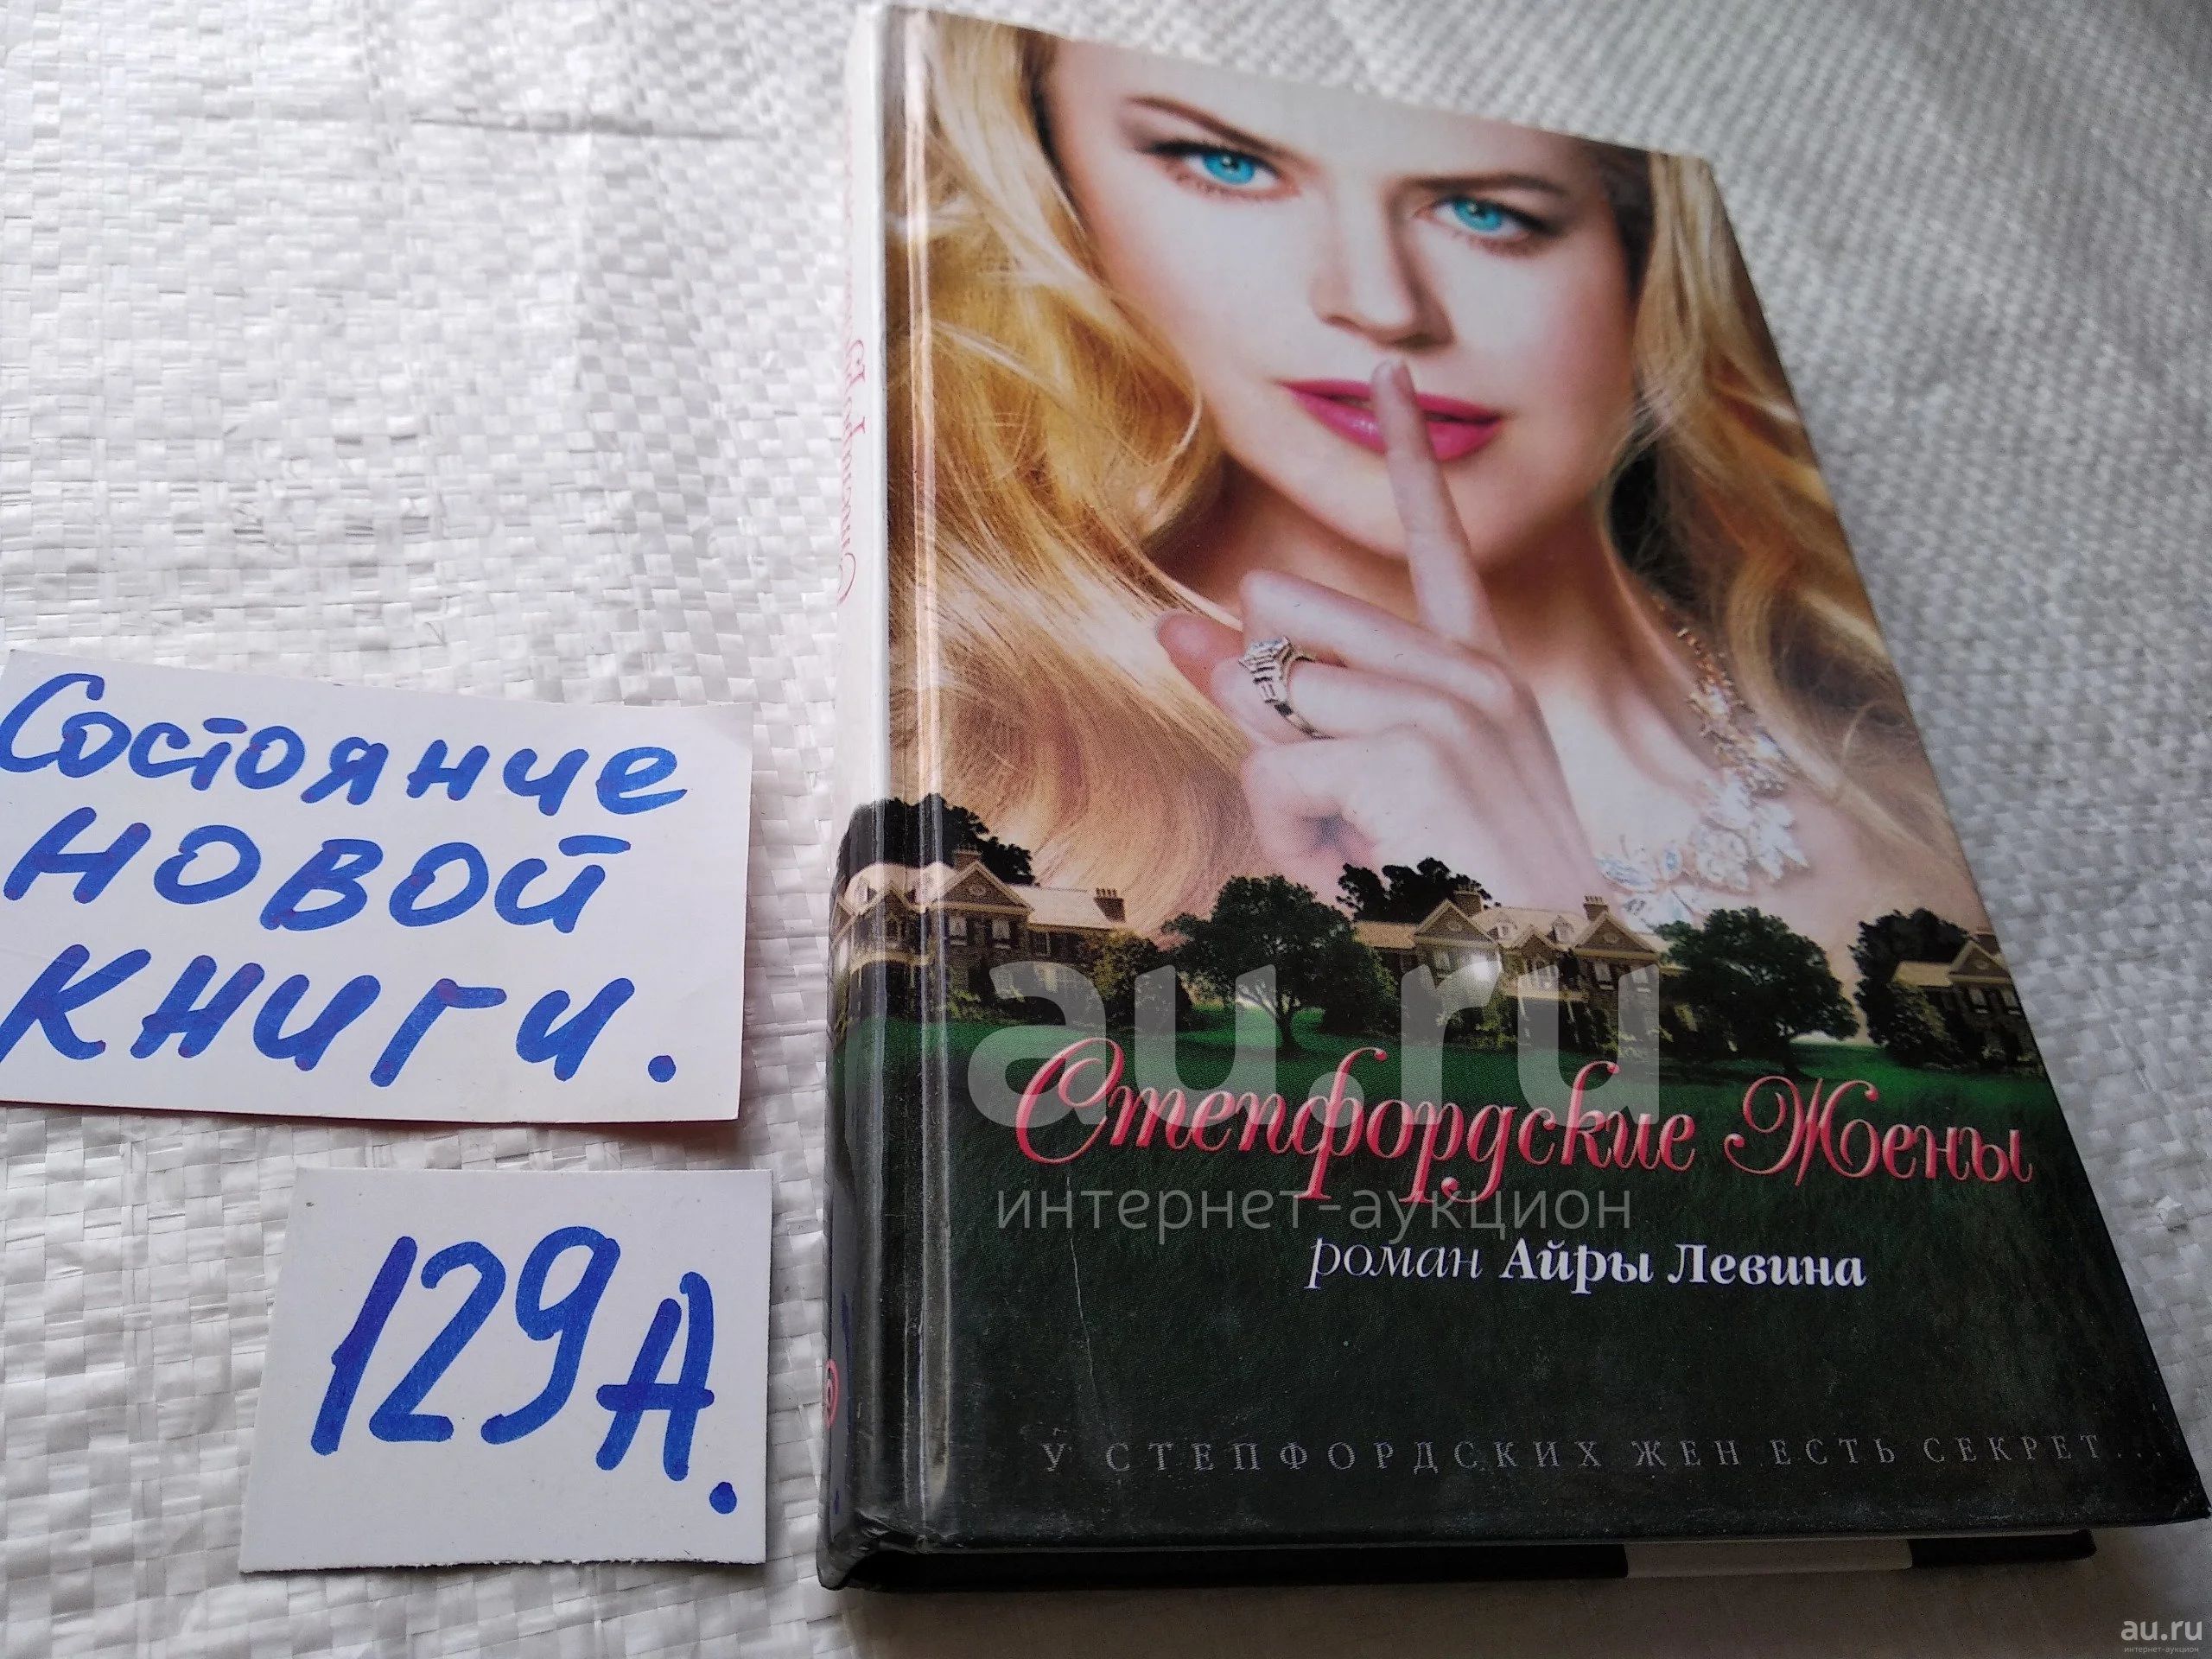 Состояние
новой
книги.
129А.
au.ru
Степфордские Жены
интернет-аукцион
роман Айры Левина
У СТЕПФОРДСКИХ ЖЕН ЕСТЬ СЕКРЕТ...
au.ru
интернет-аукцион